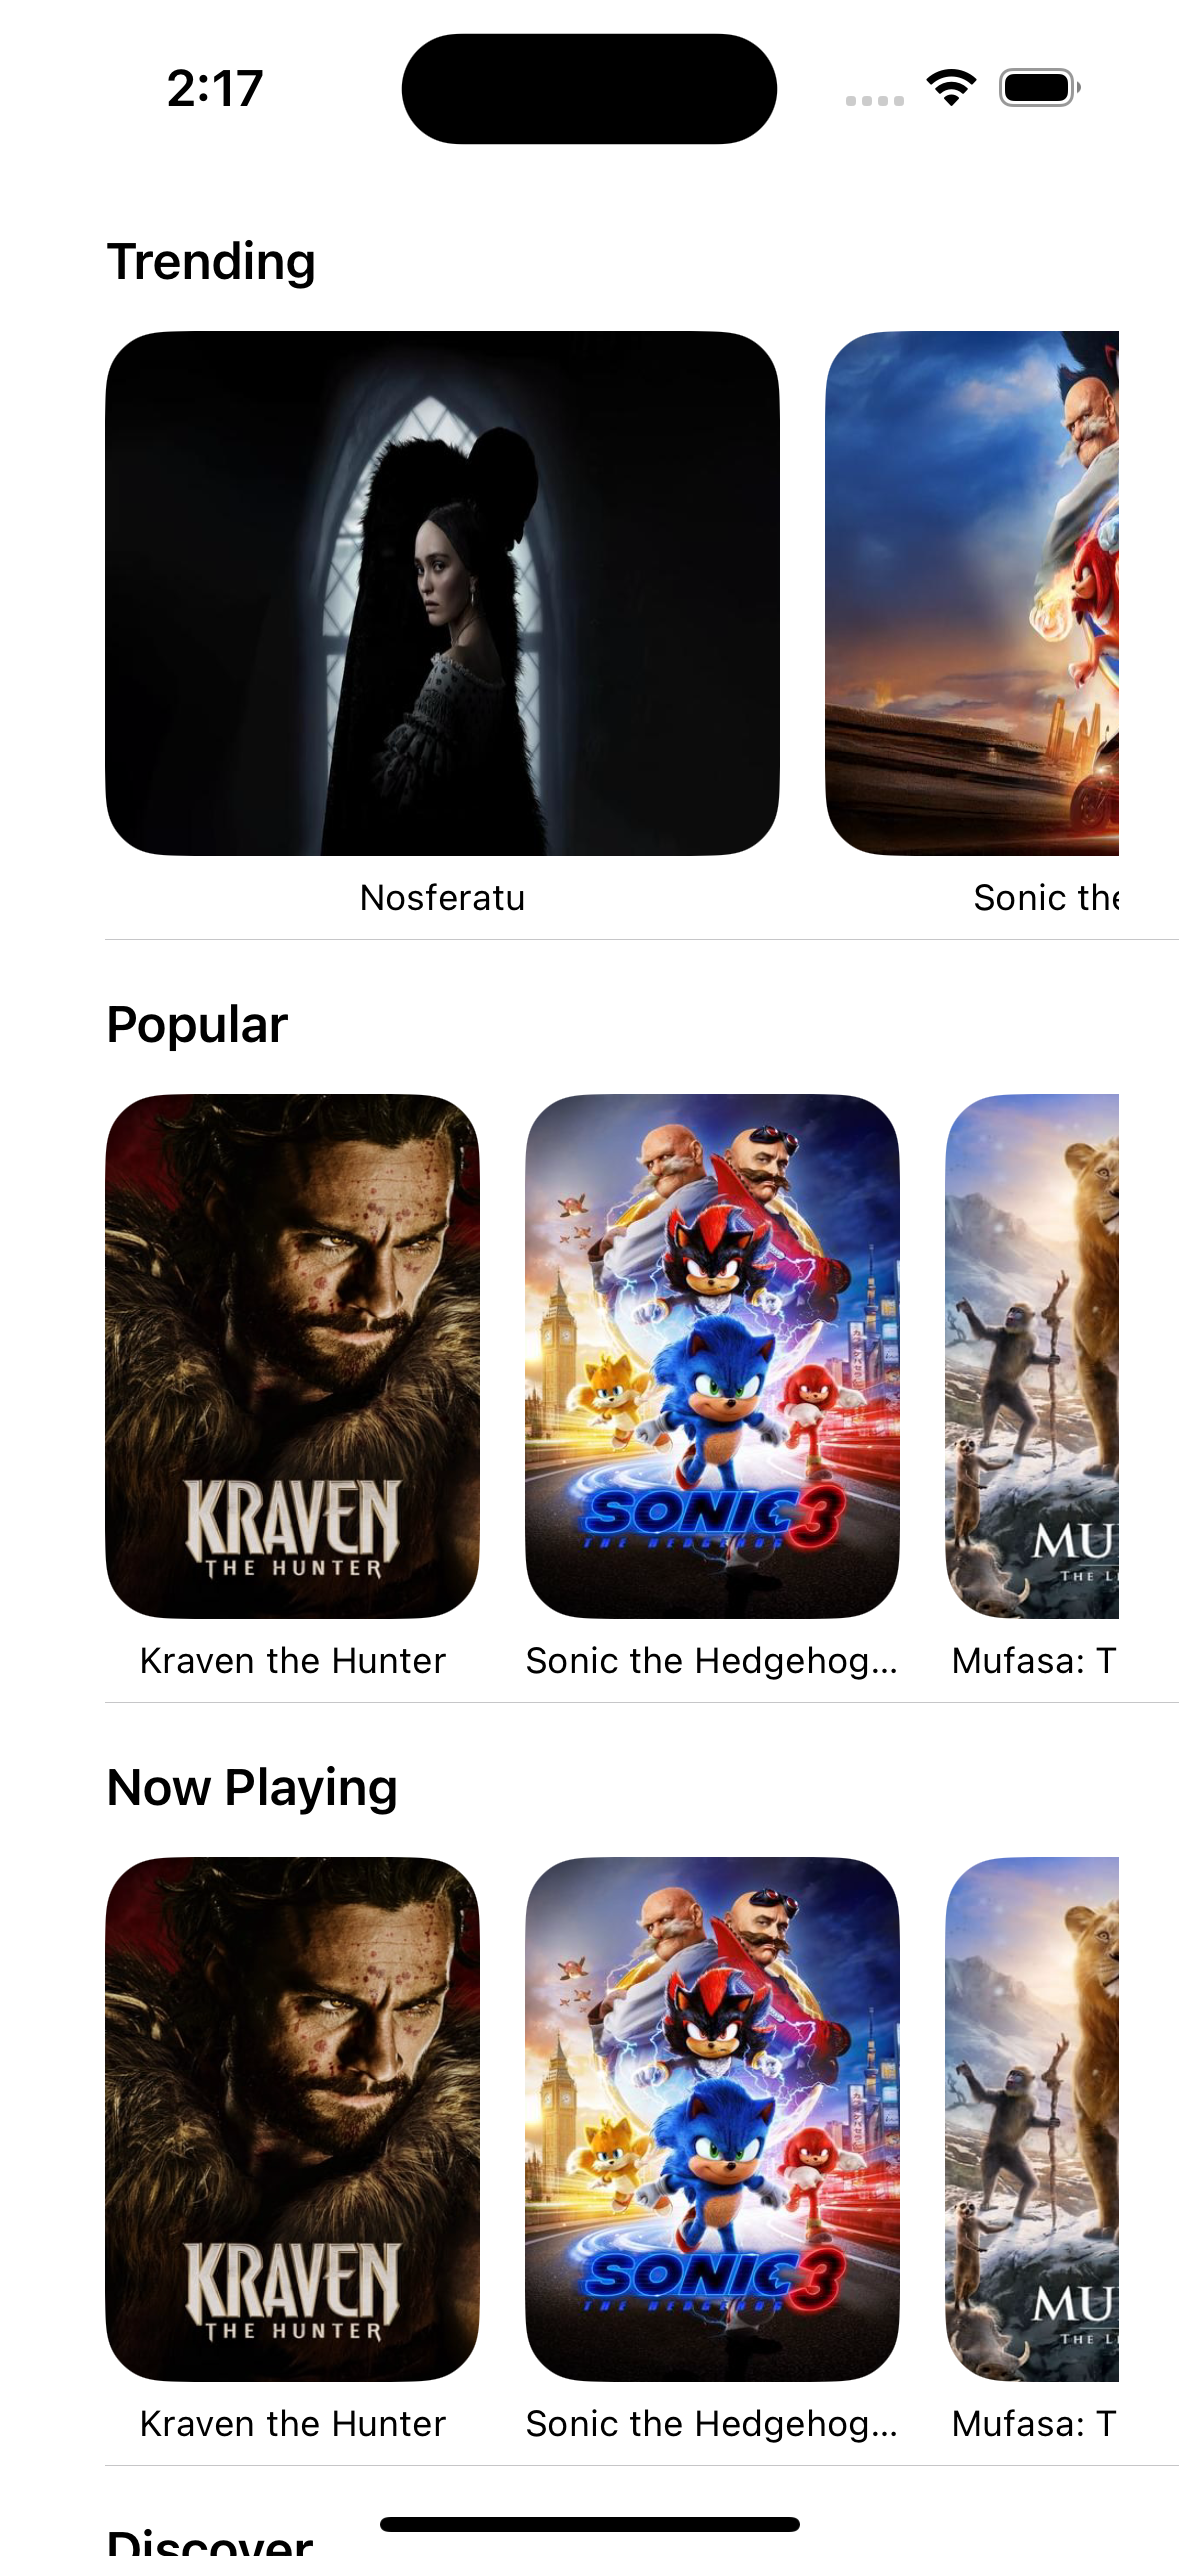 2:17
Trending
Nosferatu
Sonic the
Popular
KRAVEN
THE HUNTER
SONIC 3
THE HEDGEHOG
MU
THE LI
Kraven the Hunter
Sonic the Hedgehog...
Mufasa: T
Now Playing
KRAVEN
THE HUNTER
SONIC 3
THE HEDGEHOG
MU
THE LI
Kraven the Hunter
Sonic the Hedgehog...
Mufasa: T
Discover